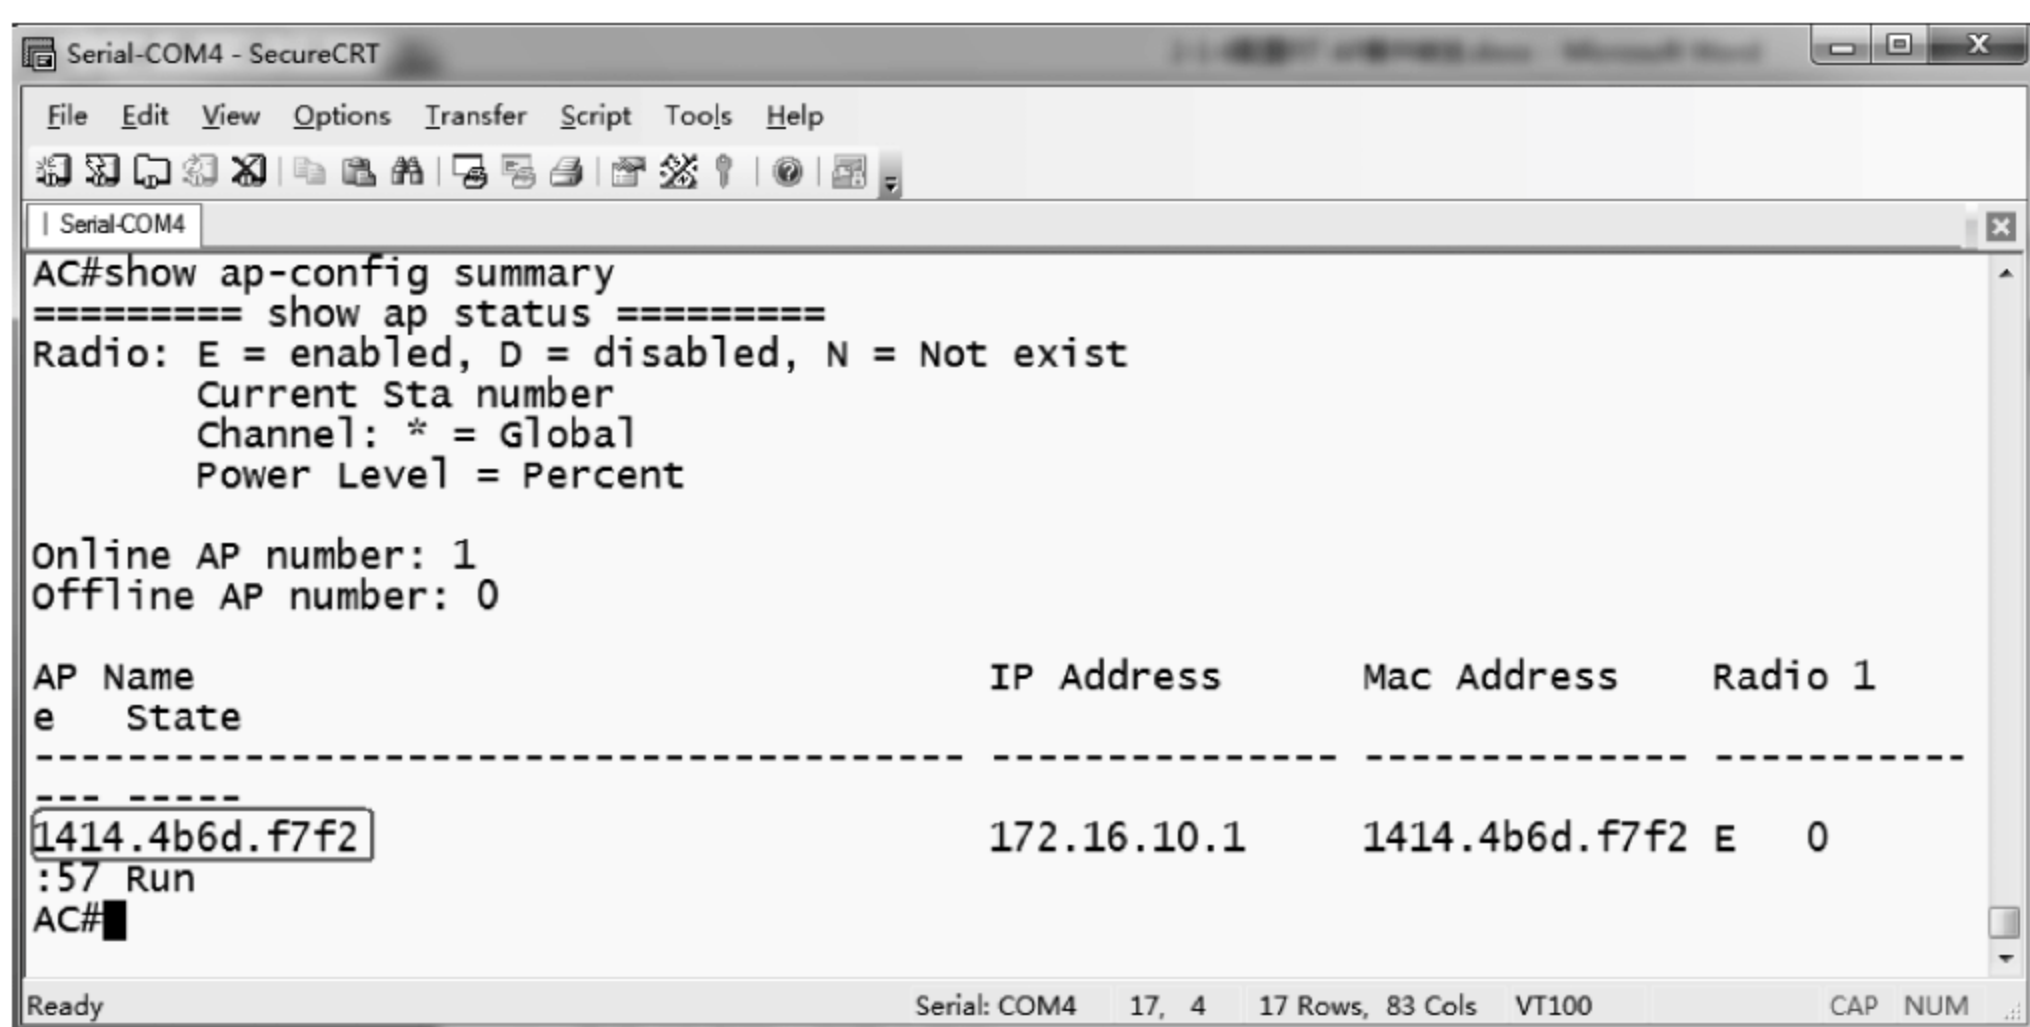 Serial-COM4 - SecureCRT
File Edit View Options Transfer Script Tools Help
Serial-COM4
AC#show ap-config summary
========= show ap status =========
Radio: E = enabled, D = disabled, N = Not exist
Current Sta number
Channel: * = Global
Power Level = Percent
Online AP number: 1
Offline AP number: 0
AP Name IP Address Mac Address Radio 1
e State
---------------------------------------- --------------- -------------- -----------
--- -----
1414.4b6d.f7f2 172.16.10.1 1414.4b6d.f7f2 E 0
:57 Run
AC#
Ready Serial: COM4 17, 4 17 Rows, 83 Cols VT100 CAP NUM